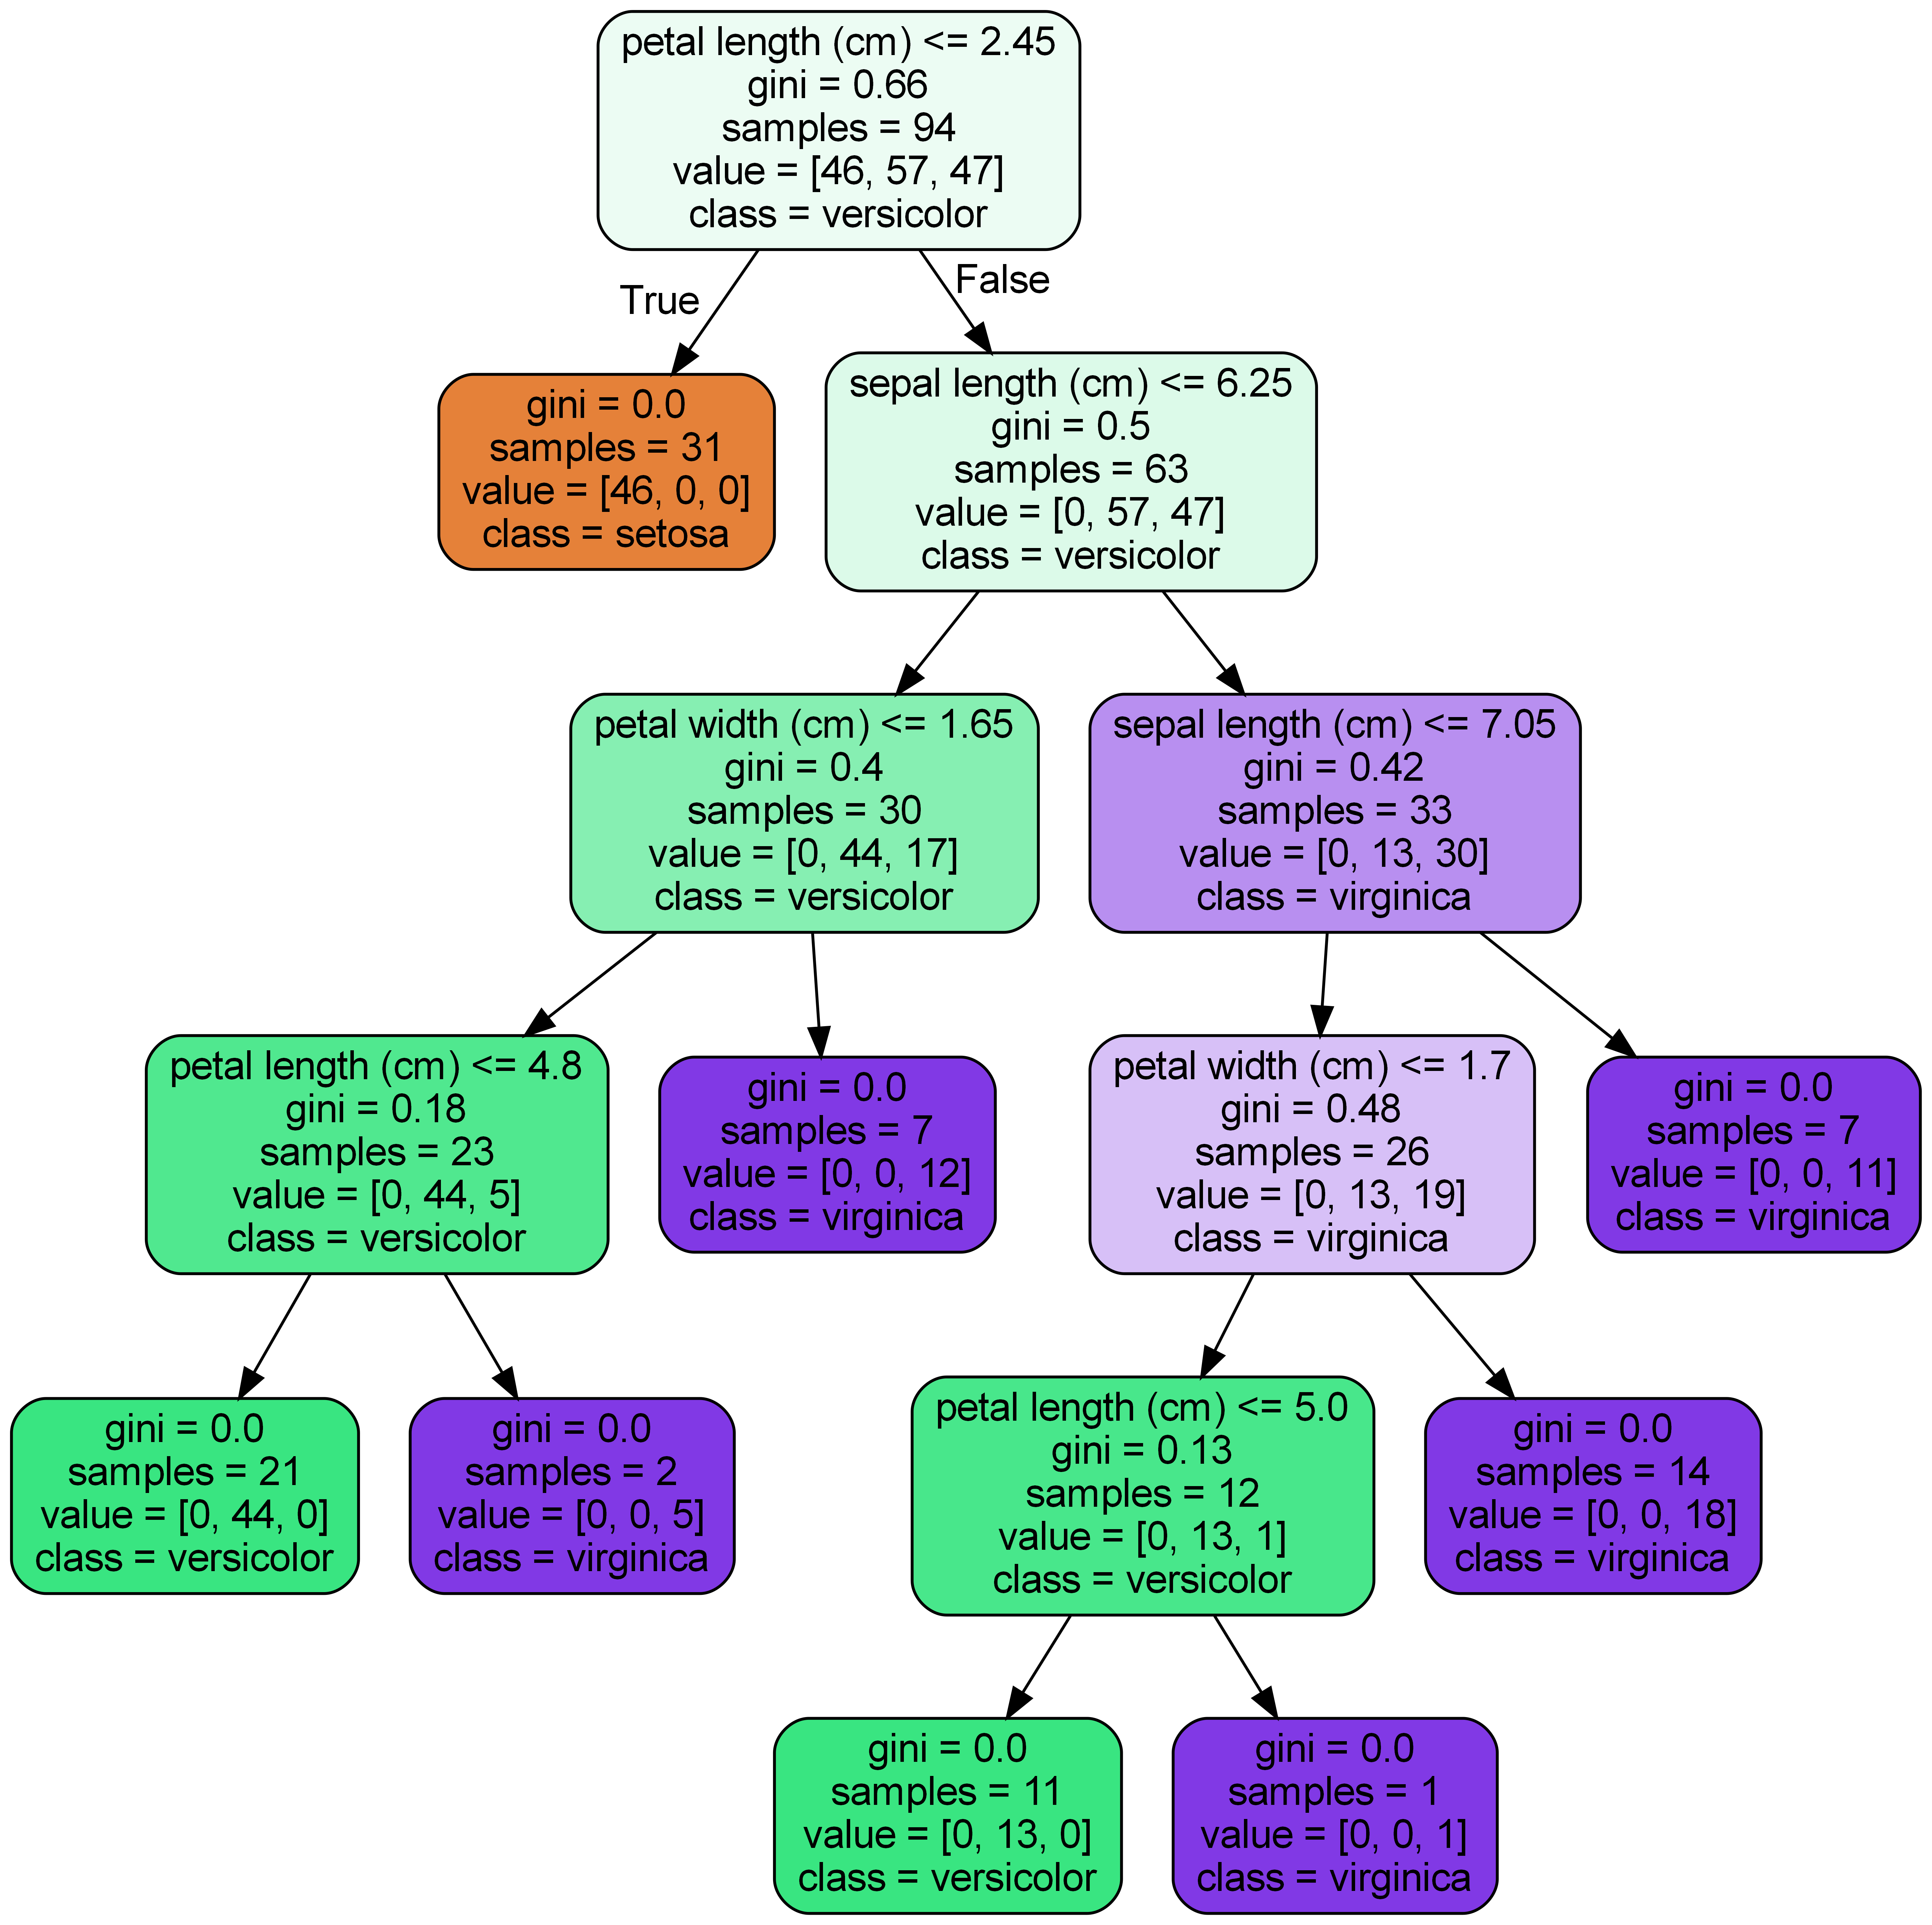 petal length (cm) <= 2.45
gini = 0.66
samples = 94
value = [46, 57, 47]
class = versicolor
True
False
gini = 0.0
samples = 31
value = [46, 0, 0]
class = setosa
sepal length (cm) <= 6.25
gini = 0.5
samples = 63
value = [0, 57, 47]
class = versicolor
petal width (cm) <= 1.65
gini = 0.4
samples = 30
value = [0, 44, 17]
class = versicolor
sepal length (cm) <= 7.05
gini = 0.42
samples = 33
value = [0, 13, 30]
class = virginica
petal length (cm) <= 4.8
gini = 0.18
samples = 23
value = [0, 44, 5]
class = versicolor
gini = 0.0
samples = 7
value = [0, 0, 12]
class = virginica
petal width (cm) <= 1.7
gini = 0.48
samples = 26
value = [0, 13, 19]
class = virginica
gini = 0.0
samples = 7
value = [0, 0, 11]
class = virginica
gini = 0.0
samples = 21
value = [0, 44, 0]
class = versicolor
gini = 0.0
samples = 2
value = [0, 0, 5]
class = virginica
petal length (cm) <= 5.0
gini = 0.13
samples = 12
value = [0, 13, 1]
class = versicolor
gini = 0.0
samples = 14
value = [0, 0, 18]
class = virginica
gini = 0.0
samples = 11
value = [0, 13, 0]
class = versicolor
gini = 0.0
samples = 1
value = [0, 0, 1]
class = virginica